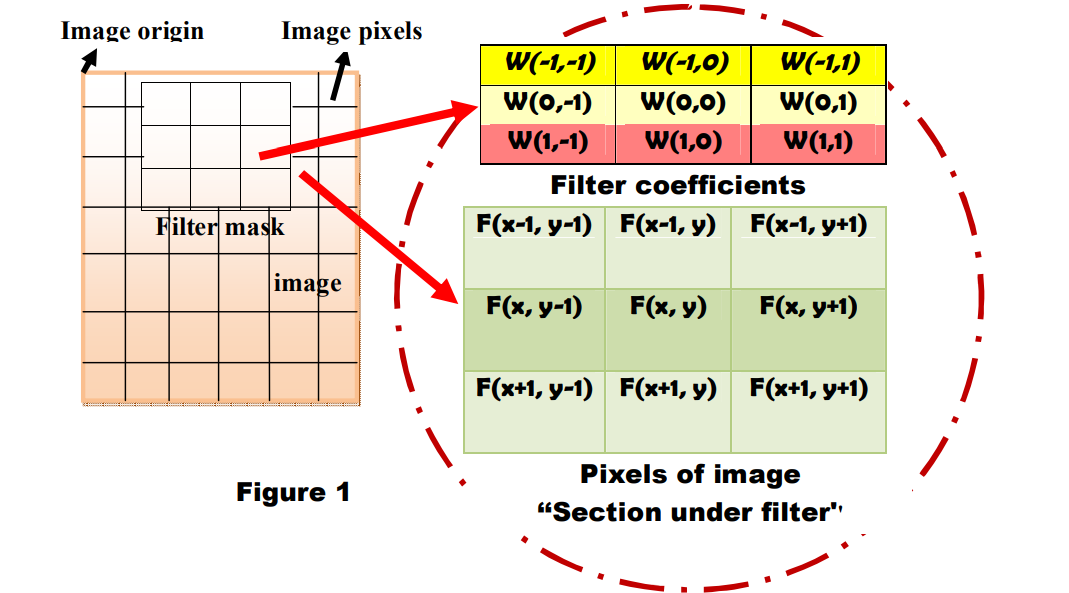 Image origin
Image pixels
Filter mask
image
Figure 1
W(-1,-1) W(-1,0) W(-1,1)
W(0,-1) W(0,0) W(0,1)
W(1,-1) W(1,0) W(1,1)
Filter coefficients
F(x-1, y-1) F(x-1, y) F(x-1, y+1)
F(x, y-1) F(x, y) F(x, y+1)
F(x+1, y-1) F(x+1, y) F(x+1, y+1)
Pixels of image
“Section under filter"